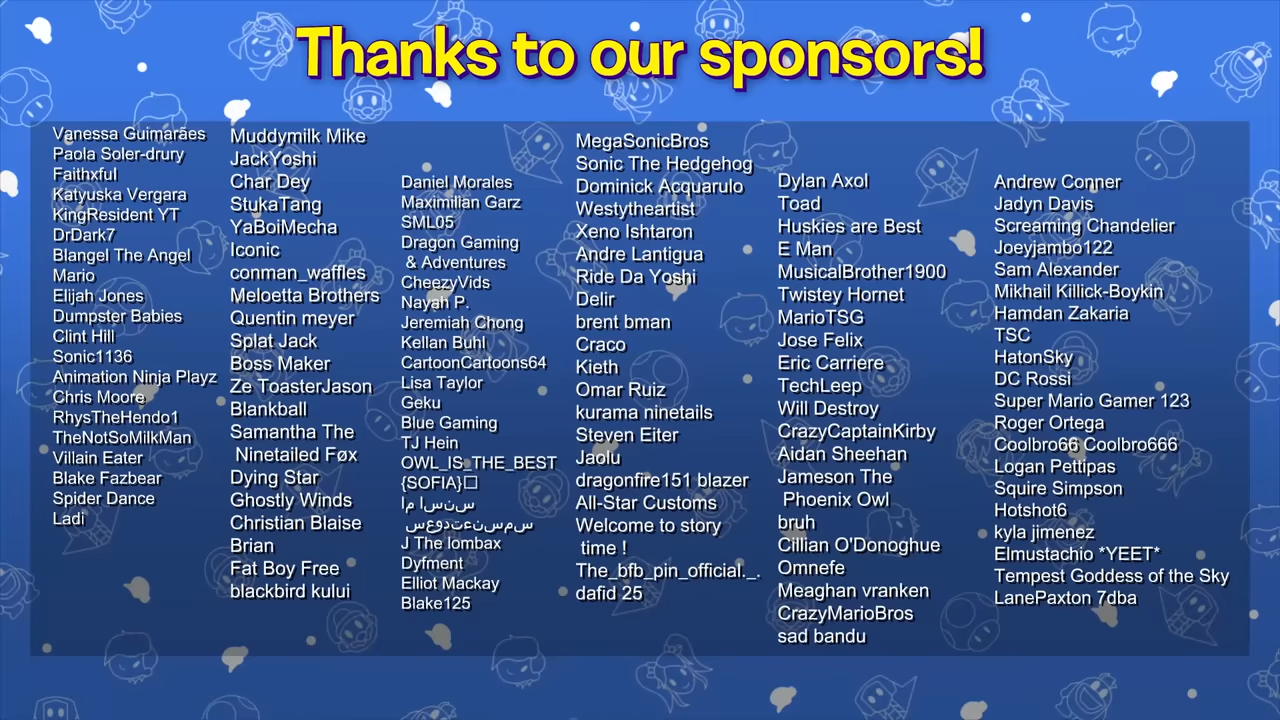 Thanks to our sponsors!
Vanessa Guimarães
Paola Soler-drury
Faithxful
Katyuska Vergara
KingResident YT
DrDark7
Blangel The Angel
Mario
Elijah Jones
Dumpster Babies
Clint Hill
Sonic1136
Animation Ninja Playz
Chris Moore
RhysTheHendo1
TheNotSoMilkMan
Villain Eater
Blake Fazbear
Spider Dance
Ladi
Muddymilk Mike
JackYoshi
Char Dey
StukaTang
YaBoiMecha
Iconic
conman_waffles
Meloetta Brothers
Quentin meyer
Splat Jack
Boss Maker
Ze ToasterJason
Blankball
Samantha The
Ninetailed Føx
Dying Star
Ghostly Winds
Christian Blaise
Brian
Fat Boy Free
blackbird kului
Daniel Morales
Maximilian Garz
SML05
Dragon Gaming
& Adventures
CheezyVids
Nayah P.
Jeremiah Chong
Kellan Buhl
CartoonCartoons64
Lisa Taylor
Geku
Blue Gaming
TJ Hein
OWL_IS_THE_BEST
{SOFIA}□
J The lombax
Dyfment
Elliot Mackay
Blake125
MegaSonicBros
Sonic The Hedgehog
Dominick Acquarulo
Westytheartist
Xeno Ishtaron
Andre Lantigua
Ride Da Yoshi
Delir
brent bman
Craco
Kieth
Omar Ruiz
kurama ninetails
Steven Eiter
Jaolu
dragonfire151 blazer
All-Star Customs
Welcome to story
time !
The_bfb_pin_official._.
dafid 25
Dylan Axol
Toad
Huskies are Best
E Man
MusicalBrother1900
Twistey Hornet
MarioTSG
Jose Felix
Eric Carriere
TechLeep
Will Destroy
CrazyCaptainKirby
Aidan Sheehan
Jameson The
Phoenix Owl
bruh
Cillian O'Donoghue
Omnefe
Meaghan vranken
CrazyMarioBros
sad bandu
Andrew Conner
Jadyn Davis
Screaming Chandelier
Joeyjambo122
Sam Alexander
Mikhail Killick-Boykin
Hamdan Zakaria
TSC
HatonSky
DC Rossi
Super Mario Gamer 123
Roger Ortega
Coolbro66 Coolbro666
Logan Pettipas
Squire Simpson
Hotshot6
kyla jimenez
Elmustachio *YEET*
Tempest Goddess of the Sky
LanePaxton 7dba